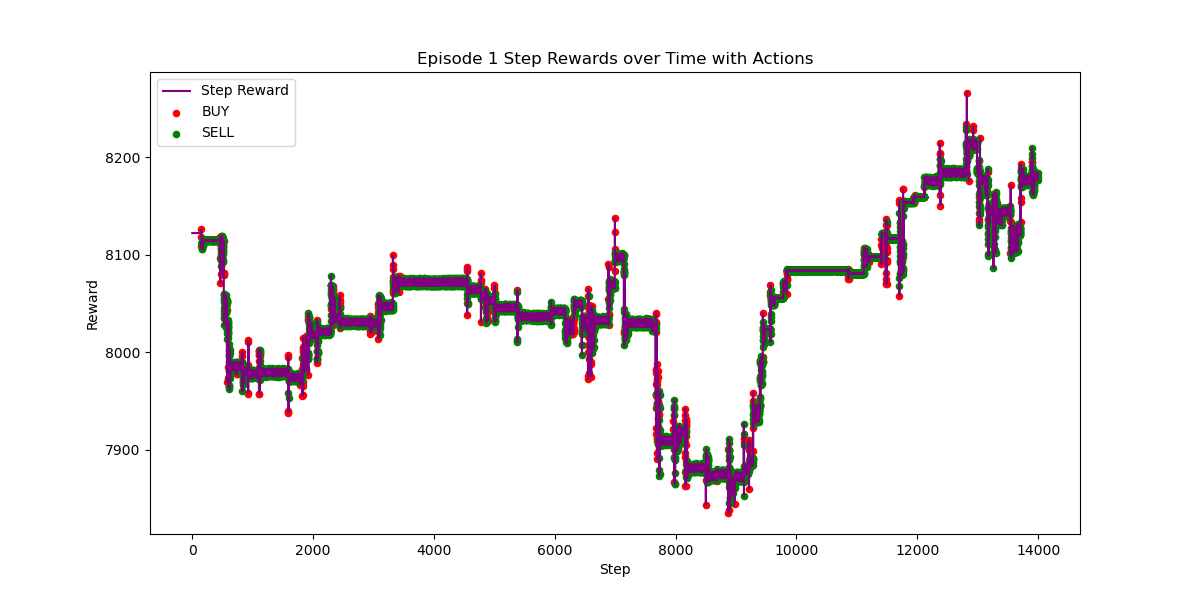 Episode 1 Step Rewards over Time with Actions
Step Reward
BUY
SELL
8200
8100
8000
7900
Reward
0 2000 4000 6000 8000 10000 12000 14000
Step